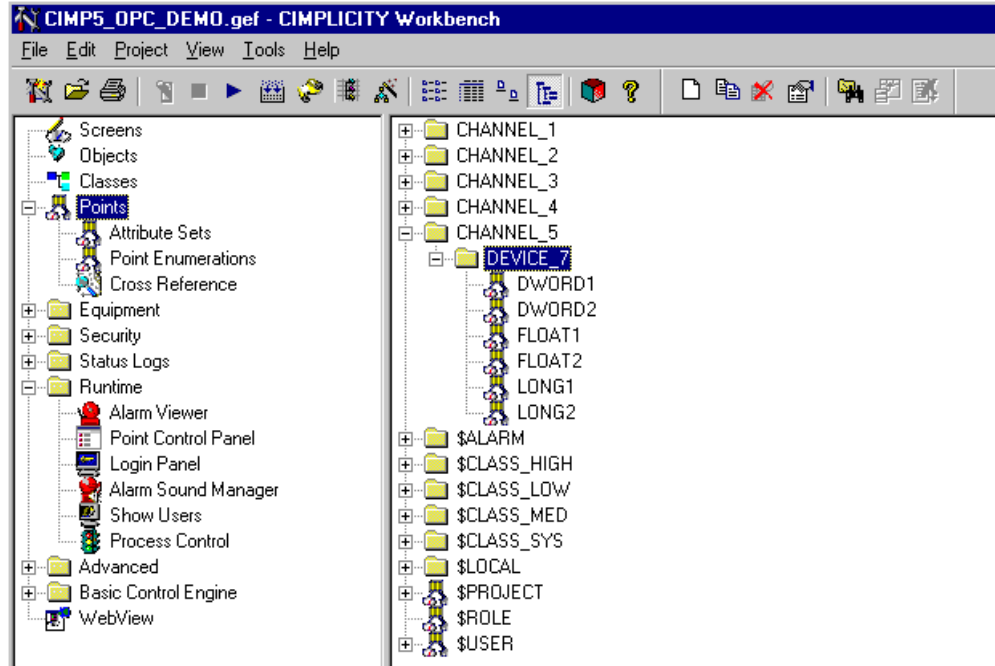 CIMP5_OPC_DEMO.gef - CIMPLICITY Workbench
File Edit Project View Tools Help
Screens
Objects
Classes
Points
Attribute Sets
Point Enumerations
Cross Reference
Equipment
Security
Status Logs
Runtime
Alarm Viewer
Point Control Panel
Login Panel
Alarm Sound Manager
Show Users
Process Control
Advanced
Basic Control Engine
WebView
CHANNEL_1
CHANNEL_2
CHANNEL_3
CHANNEL_4
CHANNEL_5
DEVICE_7
DWORD1
DWORD2
FLOAT1
FLOAT2
LONG1
LONG2
$ALARM
$CLASS_HIGH
$CLASS_LOW
$CLASS_MED
$CLASS_SYS
$LOCAL
$PROJECT
$ROLE
$USER